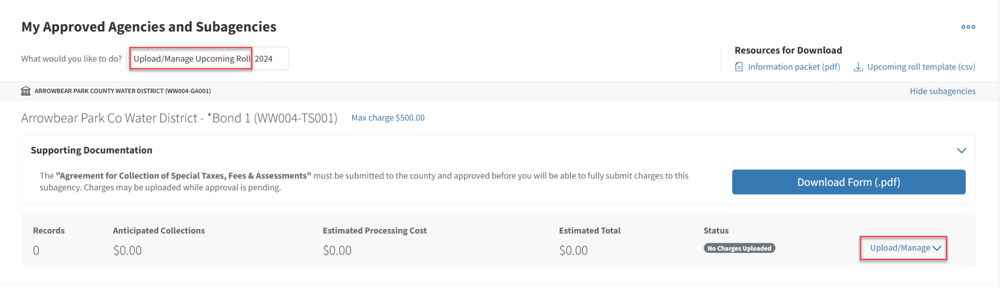 My Approved Agencies and Subagencies
What would you like to do? Upload/Manage Upcoming Roll 2024
Resources for Download
Information packet (pdf) Upcoming roll template (csv)
ARROWBEAR PARK COUNTY WATER DISTRICT (WW004-GA001) Hide subagencies
Arrowbear Park Co Water District - *Bond 1 (WW004-TS001) Max charge $500.00
Supporting Documentation
The "Agreement for Collection of Special Taxes, Fees & Assessments" must be submitted to the county and approved before you will be able to fully submit charges to this
subagency. Charges may be uploaded while approval is pending.
Download Form (.pdf)
Records Anticipated Collections Estimated Processing Cost Estimated Total Status
0 $0.00 $0.00 $0.00 No Charges Uploaded Upload/Manage